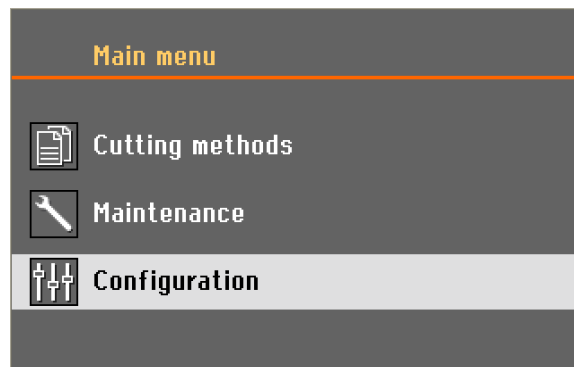 Main menu
Cutting methods
Maintenance
Configuration